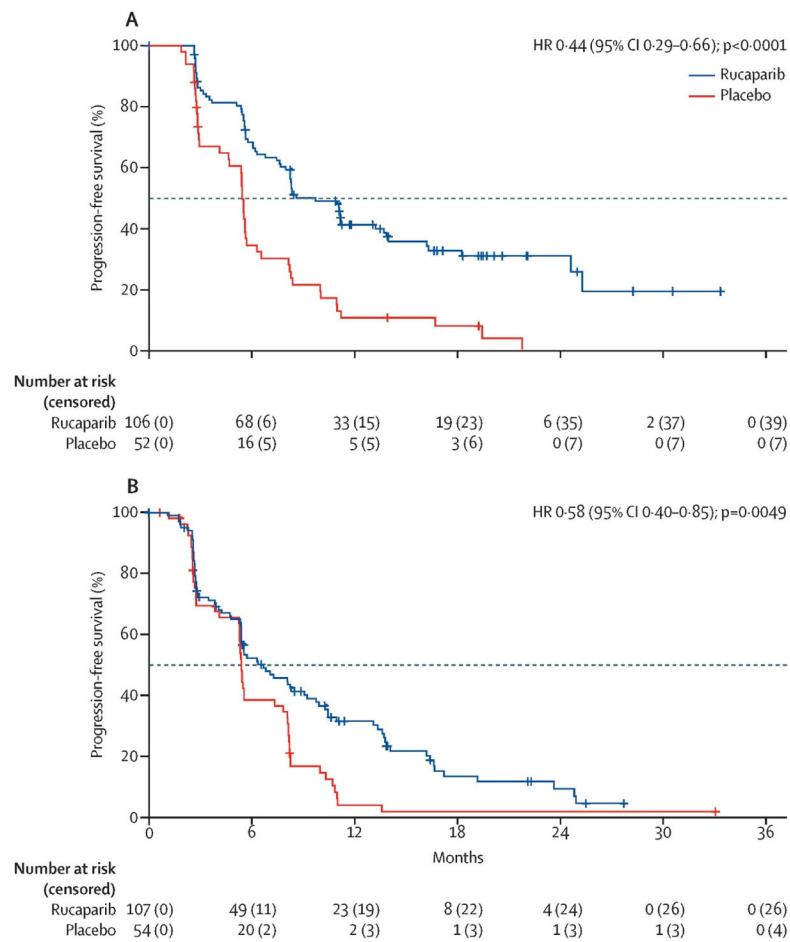 A
HR 0·44 (95% CI 0·29–0·66); p<0·0001
Rucaparib
Placebo
Progression-free survival (%)
100
80
60
40
20
0
Number at risk
(censored)
Rucaparib 106 (0) 68 (6) 33 (15) 19 (23) 6 (35) 2 (37) 0 (39)
Placebo 52 (0) 16 (5) 5 (5) 3 (6) 0 (7) 0 (7) 0 (7)
B
HR 0·58 (95% CI 0·40–0·85); p=0·0049
Progression-free survival (%)
100
80
60
40
20
0
0 6 12 18 24 30 36
Months
Number at risk
(censored)
Rucaparib 107 (0) 49 (11) 23 (19) 8 (22) 4 (24) 0 (26) 0 (26)
Placebo 54 (0) 20 (2) 2 (3) 1 (3) 1 (3) 1 (3) 0 (4)